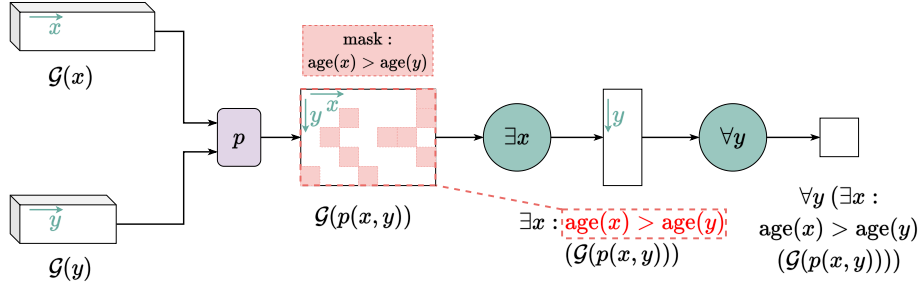 x
𝒢(x)
y
𝒢(y)
p
mask :
age(x) > age(y)
x
y
𝒢(p(x, y))
∃x
∃x : age(x) > age(y)
(𝒢(p(x, y)))
y
∀y
∀y (∃x :
age(x) > age(y)
(𝒢(p(x, y))))